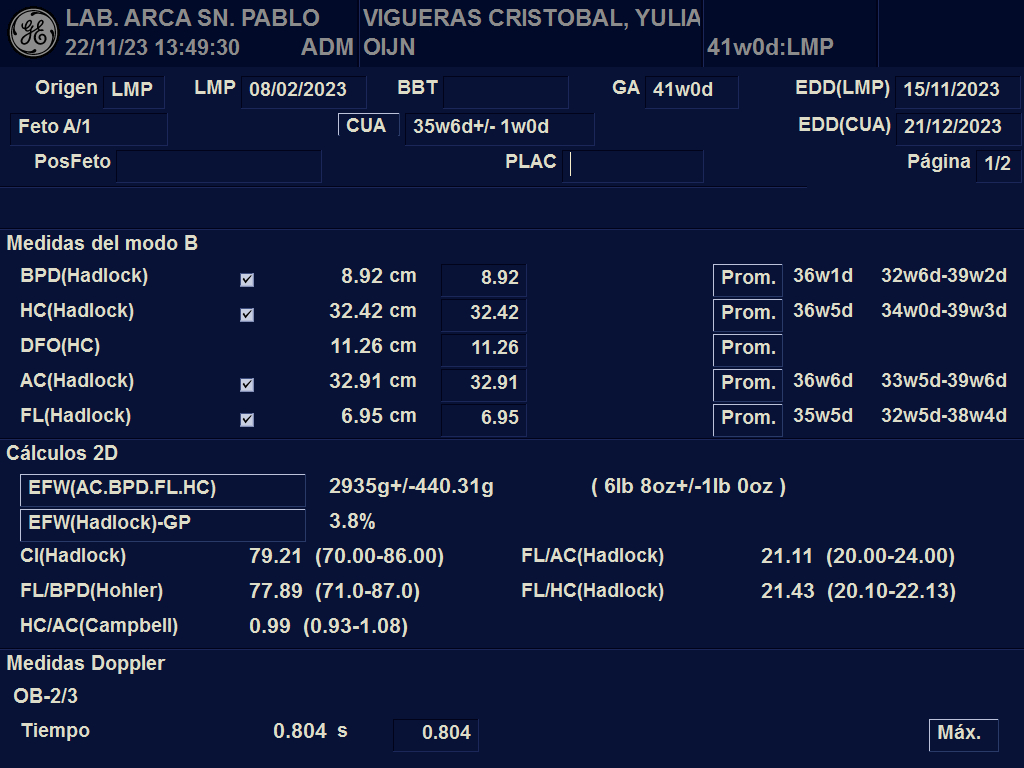 LAB. ARCA SN. PABLO VIGUERAS CRISTOBAL, YULIA
22/11/23 13:49:30 ADM OIJN 41w0d:LMP
Origen LMP LMP 08/02/2023 BBT GA 41w0d EDD(LMP) 15/11/2023
Feto A/1 CUA 35w6d+/- 1w0d EDD(CUA) 21/12/2023
PosFeto PLAC Página 1/2
Medidas del modo B
BPD(Hadlock) 8.92 cm 8.92 Prom. 36w1d 32w6d-39w2d
HC(Hadlock) 32.42 cm 32.42 Prom. 36w5d 34w0d-39w3d
DFO(HC) 11.26 cm 11.26 Prom.
AC(Hadlock) 32.91 cm 32.91 Prom. 36w6d 33w5d-39w6d
FL(Hadlock) 6.95 cm 6.95 Prom. 35w5d 32w5d-38w4d
Cálculos 2D
EFW(AC.BPD.FL.HC) 2935g+/-440.31g ( 6lb 8oz+/-1lb 0oz )
EFW(Hadlock)-GP 3.8%
CI(Hadlock) 79.21 (70.00-86.00) FL/AC(Hadlock) 21.11 (20.00-24.00)
FL/BPD(Hohler) 77.89 (71.0-87.0) FL/HC(Hadlock) 21.43 (20.10-22.13)
HC/AC(Campbell) 0.99 (0.93-1.08)
Medidas Doppler
OB-2/3
Tiempo 0.804 s 0.804 Máx.